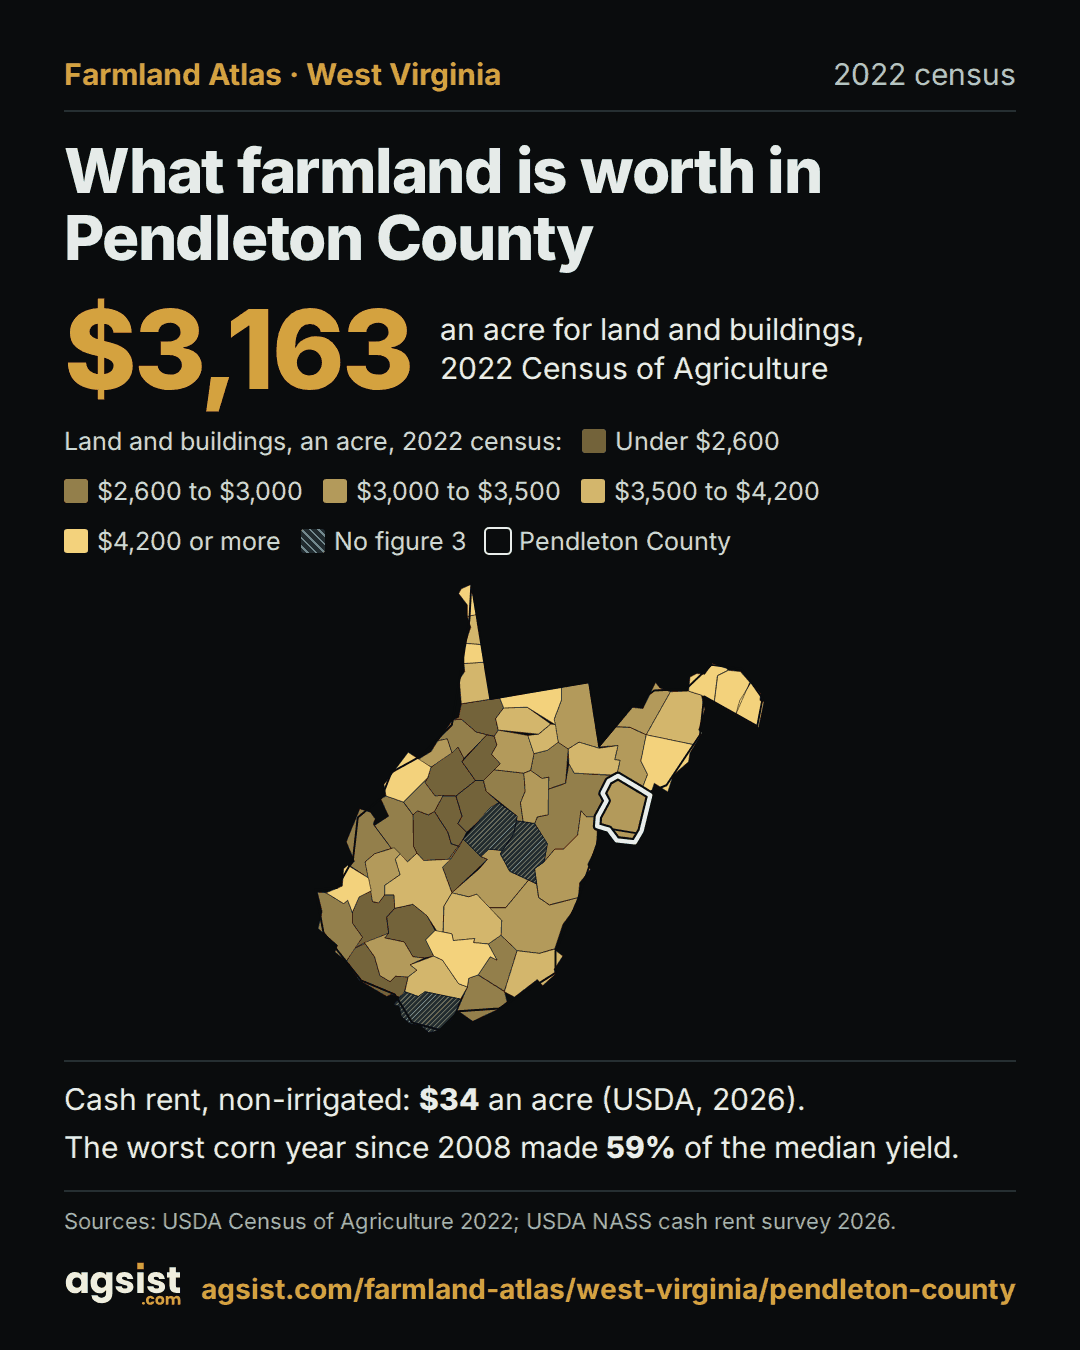 Farmland Atlas · West Virginia
2022 census
What farmland is worth in
Pendleton County
$3,163
an acre for land and buildings,
2022 Census of Agriculture
Land and buildings, an acre, 2022 census: Under $2,600
$2,600 to $3,000 $3,000 to $3,500 $3,500 to $4,200
$4,200 or more No figure 3 Pendleton County
Cash rent, non-irrigated: $34 an acre (USDA, 2026).
The worst corn year since 2008 made 59% of the median yield.
Sources: USDA Census of Agriculture 2022; USDA NASS cash rent survey 2026.
agsist
.com
agsist.com/farmland-atlas/west-virginia/pendleton-county